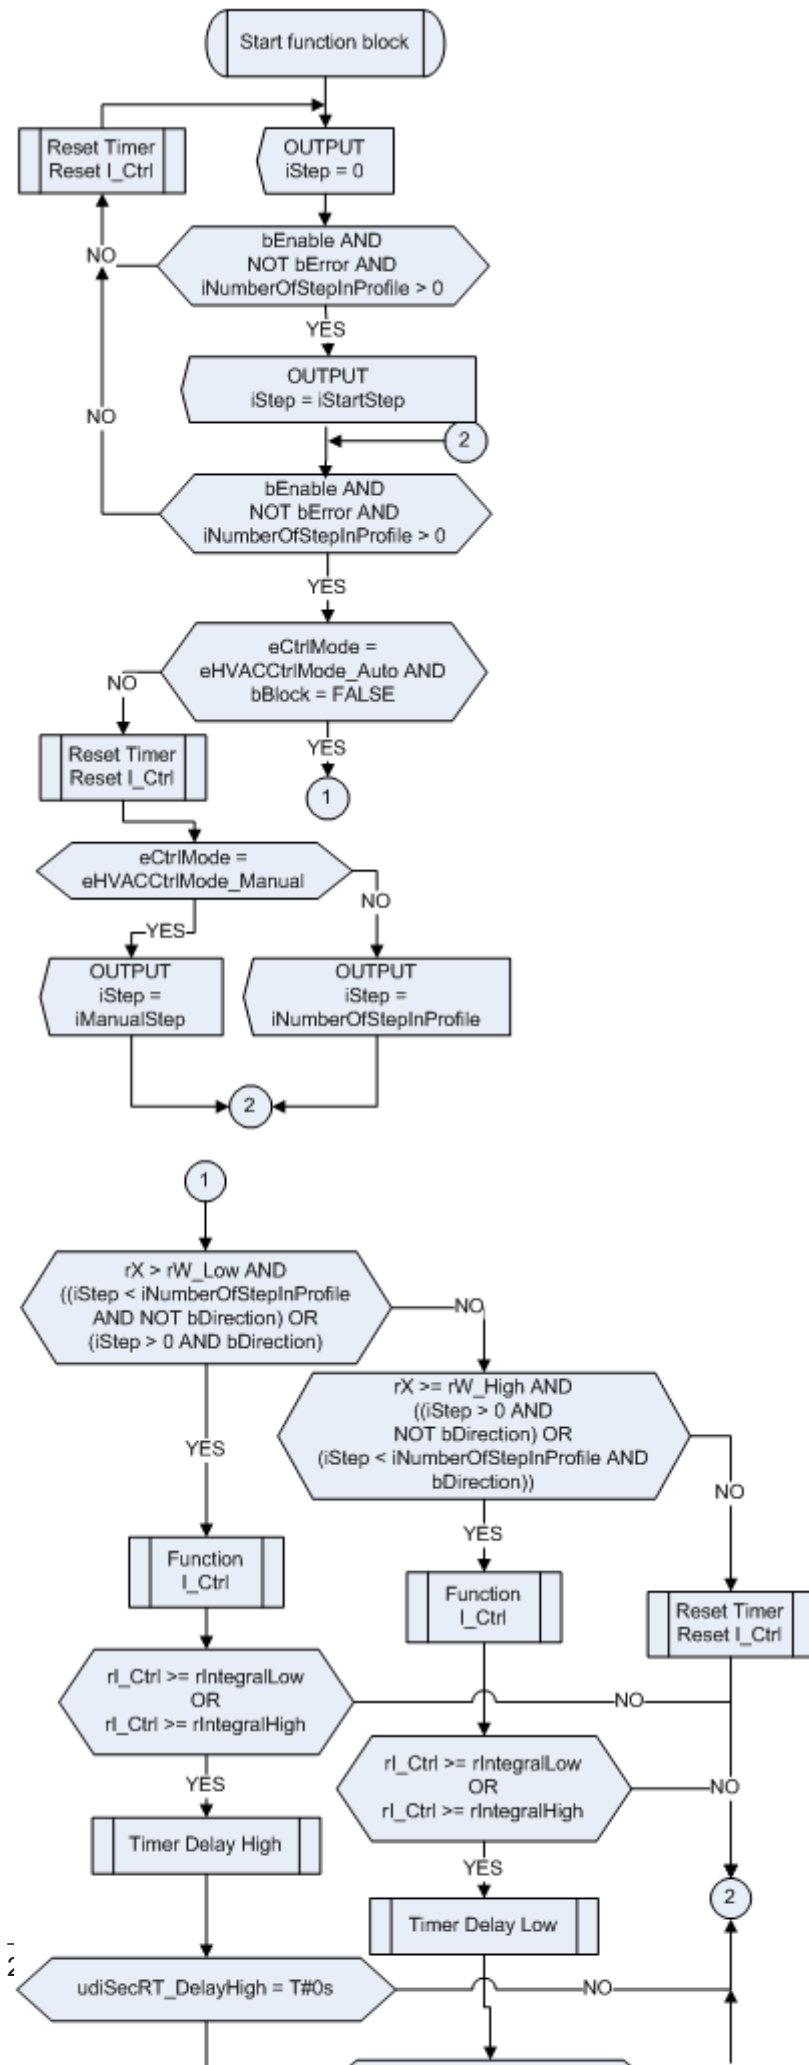 Start function block
Reset Timer
Reset I_Ctrl
OUTPUT
iStep = 0
bEnable AND
NOT bError AND
iNumberOfStepInProfile > 0
NO
YES
OUTPUT
iStep = iStartStep
NO
2
bEnable AND
NOT bError AND
iNumberOfStepInProfile > 0
YES
eCtrlMode =
eHVACCtrlMode_Auto AND
bBlock = FALSE
NO
YES
Reset Timer
Reset I_Ctrl
1
eCtrlMode =
eHVACCtrlMode_Manual
NO
YES
OUTPUT
iStep =
iManualStep
OUTPUT
iStep =
iNumberOfStepInProfile
2
1
rX > rW_Low AND
((iStep < iNumberOfStepInProfile
AND NOT bDirection) OR
(iStep > 0 AND bDirection)
NO
rX >= rW_High AND
((iStep > 0 AND
NOT bDirection) OR
(iStep < iNumberOfStepInProfile AND
bDirection))
YES
NO
YES
Function
I_Ctrl
Function
I_Ctrl
Reset Timer
Reset I_Ctrl
rI_Ctrl >= rIntegralLow
OR
rI_Ctrl >= rIntegralHigh
NO
rI_Ctrl >= rIntegralLow
OR
rI_Ctrl >= rIntegralHigh
NO
YES
Timer Delay High
YES
2
Timer Delay Low
udiSecRT_DelayHigh = T#0s
NO